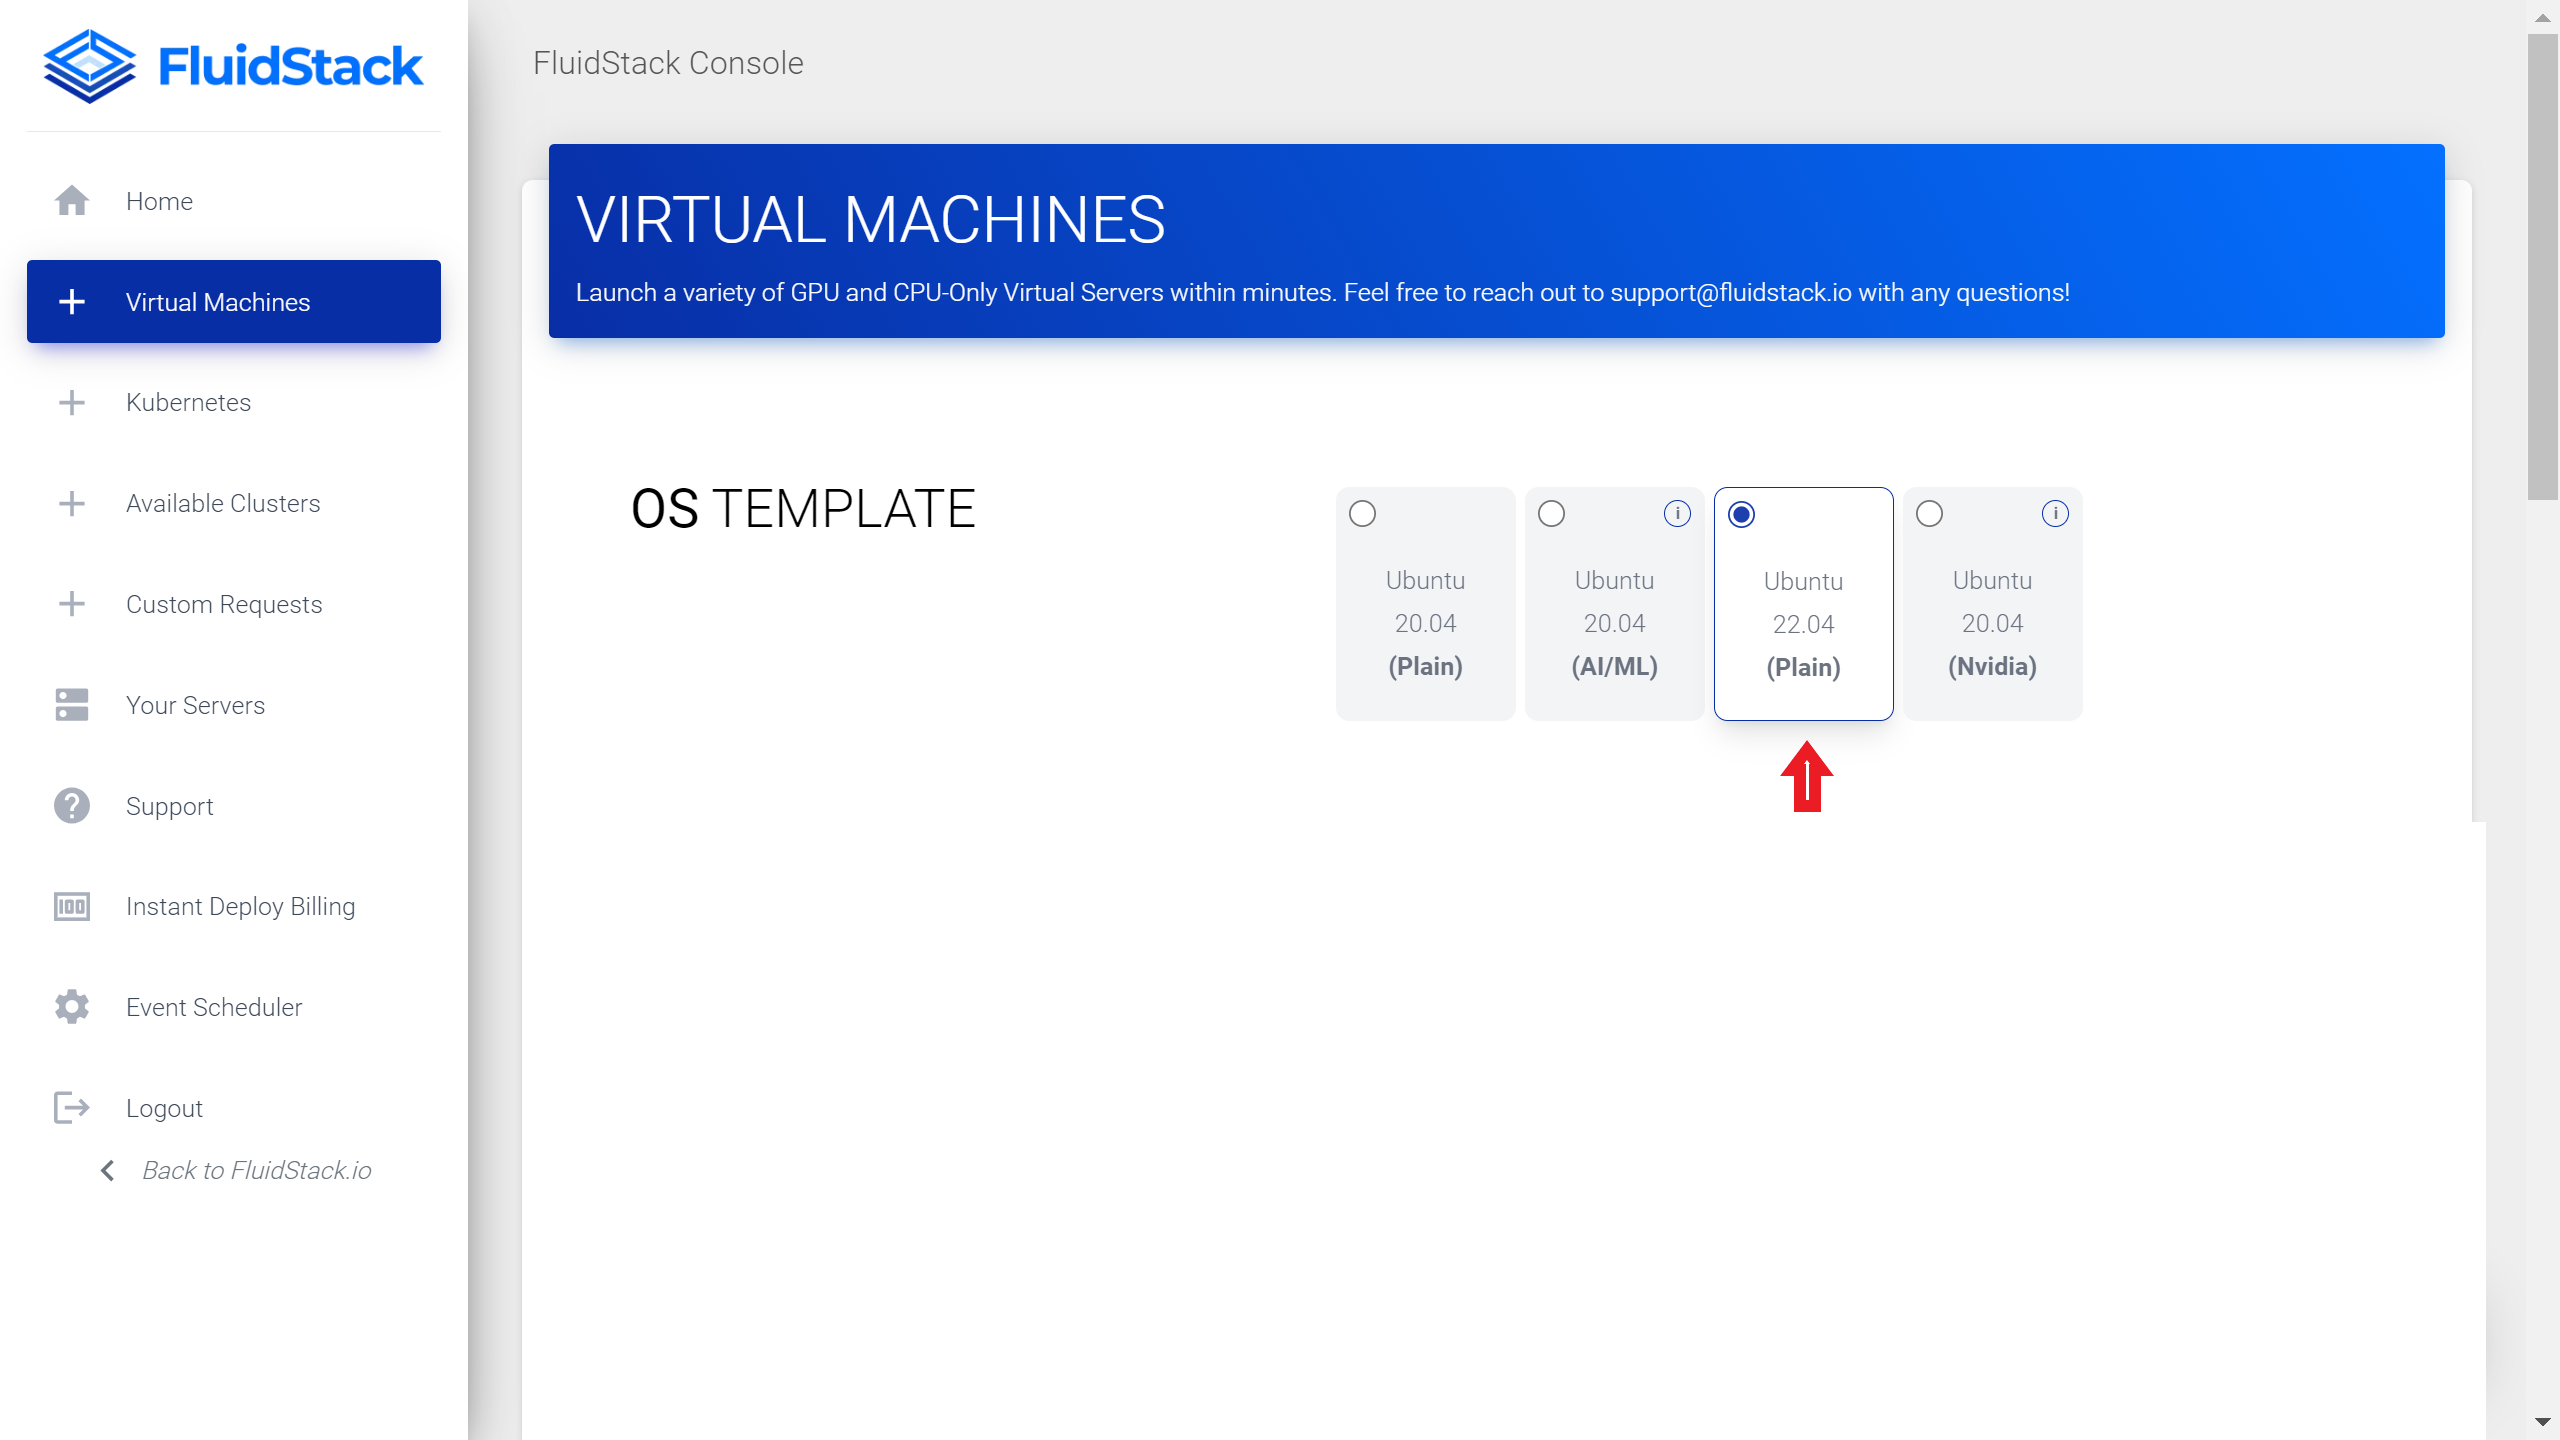 FluidStack
Home
Virtual Machines
Kubernetes
Available Clusters
Custom Requests
Your Servers
Support
Instant Deploy Billing
Event Scheduler
Logout
Back to FluidStack.io
FluidStack Console
VIRTUAL MACHINES
Launch a variety of GPU and CPU-Only Virtual Servers within minutes. Feel free to reach out to support@fluidstack.io with any questions!
OS TEMPLATE
Ubuntu
20.04
(Plain)
i
Ubuntu
20.04
(AI/ML)
Ubuntu
22.04
(Plain)
i
Ubuntu
20.04
(Nvidia)